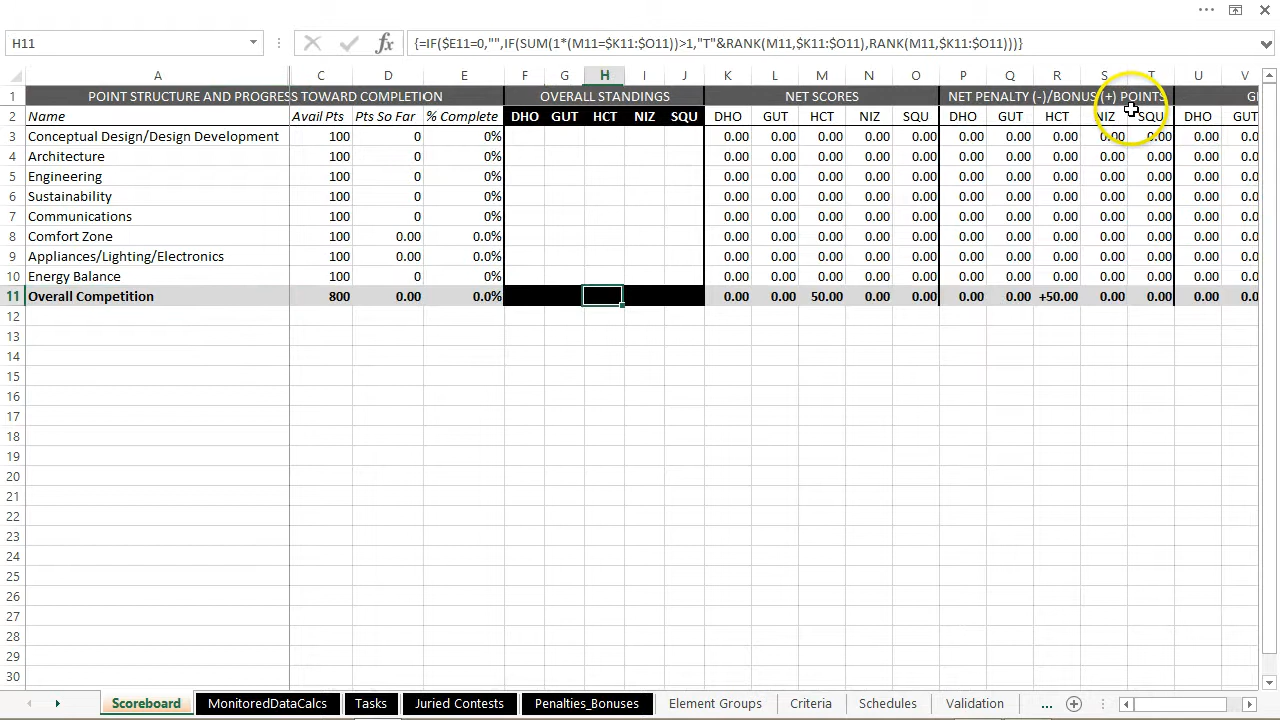 H11 {=IF($E11=0,"",IF(SUM(1*(M11=$K11:$O11))>1,"T"&RANK(M11,$K11:$O11),RANK(M11,$K11:$O11)))}
A C D E F G H I J K L M N O P Q R S T U V
1 POINT STRUCTURE AND PROGRESS TOWARD COMPLETION OVERALL STANDINGS NET SCORES NET PENALTY (-)/BONUS (+) POINTS
2 Name Avail Pts Pts So Far % Complete DHO GUT HCT NIZ SQU DHO GUT HCT NIZ SQU DHO GUT HCT NIZ SQU DHO GUT
3 Conceptual Design/Design Development 100 0 0% 0.00 0.00 0.00 0.00 0.00 0.00 0.00 0.00 0.00 0.00 0.00 0.0
4 Architecture 100 0 0% 0.00 0.00 0.00 0.00 0.00 0.00 0.00 0.00 0.00 0.00 0.00 0.0
5 Engineering 100 0 0% 0.00 0.00 0.00 0.00 0.00 0.00 0.00 0.00 0.00 0.00 0.00 0.0
6 Sustainability 100 0 0% 0.00 0.00 0.00 0.00 0.00 0.00 0.00 0.00 0.00 0.00 0.00 0.0
7 Communications 100 0 0% 0.00 0.00 0.00 0.00 0.00 0.00 0.00 0.00 0.00 0.00 0.00 0.0
8 Comfort Zone 100 0.00 0.0% 0.00 0.00 0.00 0.00 0.00 0.00 0.00 0.00 0.00 0.00 0.00 0.0
9 Appliances/Lighting/Electronics 100 0.00 0.0% 0.00 0.00 0.00 0.00 0.00 0.00 0.00 0.00 0.00 0.00 0.00 0.0
10 Energy Balance 100 0 0% 0.00 0.00 0.00 0.00 0.00 0.00 0.00 0.00 0.00 0.00 0.00 0.0
11 Overall Competition 800 0.00 0.0% 0.00 0.00 50.00 0.00 0.00 0.00 0.00 +50.00 0.00 0.00 0.00 0.0
12
13
14
15
16
17
18
19
20
21
22
23
24
25
26
27
28
29
30
Scoreboard MonitoredDataCalcs Tasks Juried Contests Penalties_Bonuses Element Groups Criteria Schedules Validation ...